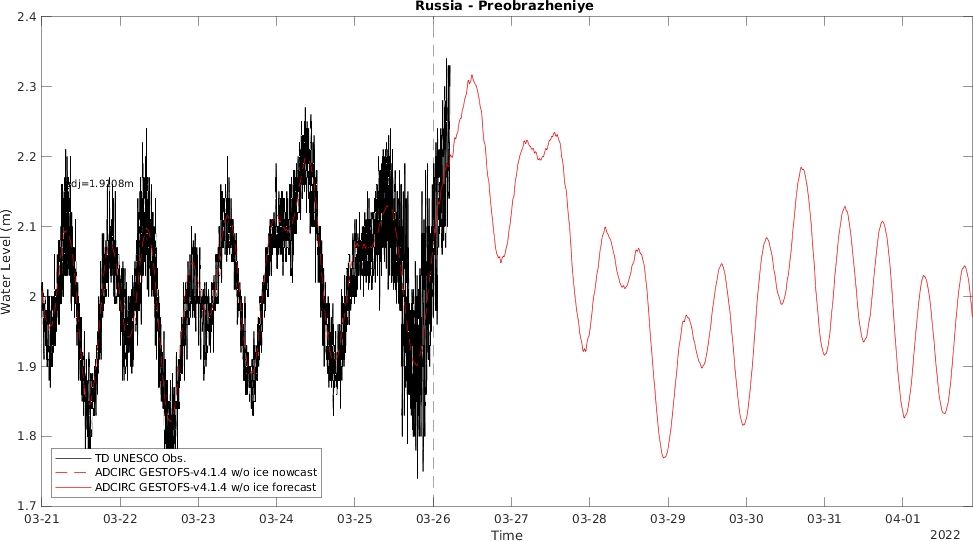 Russia - Preobrazheniye
2.4
2.3
2.2
2.1
2
1.9
1.8
1.7
Water Level (m)
adj=1.9208m
TD UNESCO Obs.
ADCIRC GESTOFS-v4.1.4 w/o ice nowcast
ADCIRC GESTOFS-v4.1.4 w/o ice forecast
03-21 03-22 03-23 03-24 03-25 03-26 03-27 03-28 03-29 03-30 03-31 04-01
Time
2022